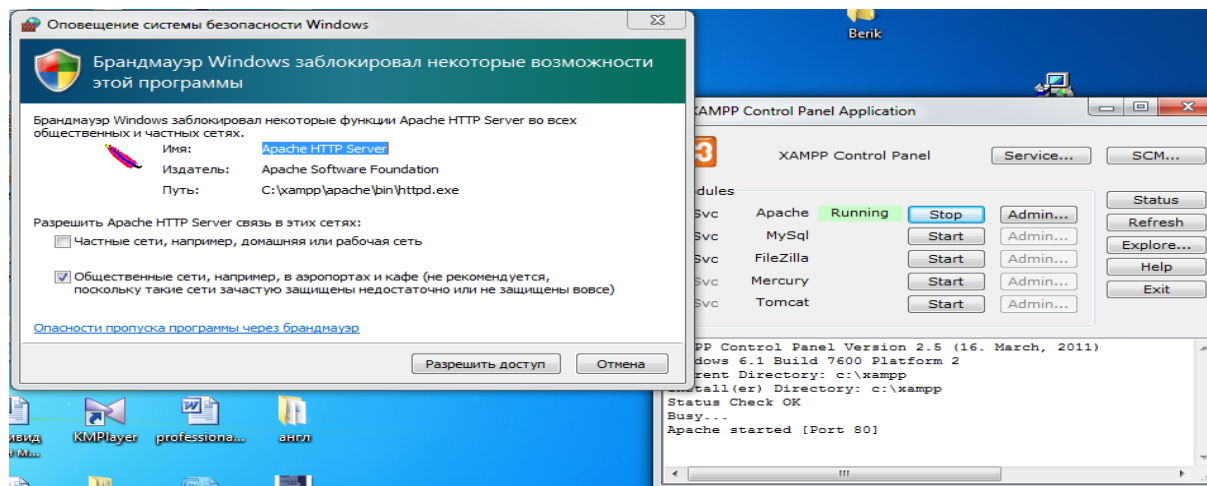 Оповещение системы безопасности Windows
Брандмауэр Windows заблокировал некоторые возможности
этой программы
Брандмауэр Windows заблокировал некоторые функции Apache HTTP Server во всех
общественных и частных сетях.
Имя: Apache HTTP Server
Издатель: Apache Software Foundation
Путь: C:\xampp\apache\bin\httpd.exe
Разрешить Apache HTTP Server связь в этих сетях:
Частные сети, например, домашняя или рабочая сеть
Общественные сети, например, в аэропортах и кафе (не рекомендуется,
поскольку такие сети зачастую защищены недостаточно или не защищены вовсе)
Опасности пропуска программы через брандмауэр
Разрешить доступ Отмена
KMPlayer professiona... англ
Berik
XAMPP Control Panel Application
XAMPP Control Panel Service... SCM...
Svc Apache Running Stop Admin... Status
Svc MySql Start Admin... Refresh
Svc FileZilla Start Admin... Explore...
Svc Mercury Start Admin... Help
Svc Tomcat Start Admin... Exit
Control Panel Version 2.5 (16. March, 2011)
6.1 Build 7600 Platform 2
Directory: c:\xampp
Directory: c:\xampp
Status Check OK
Busy...
Apache started [Port 80]